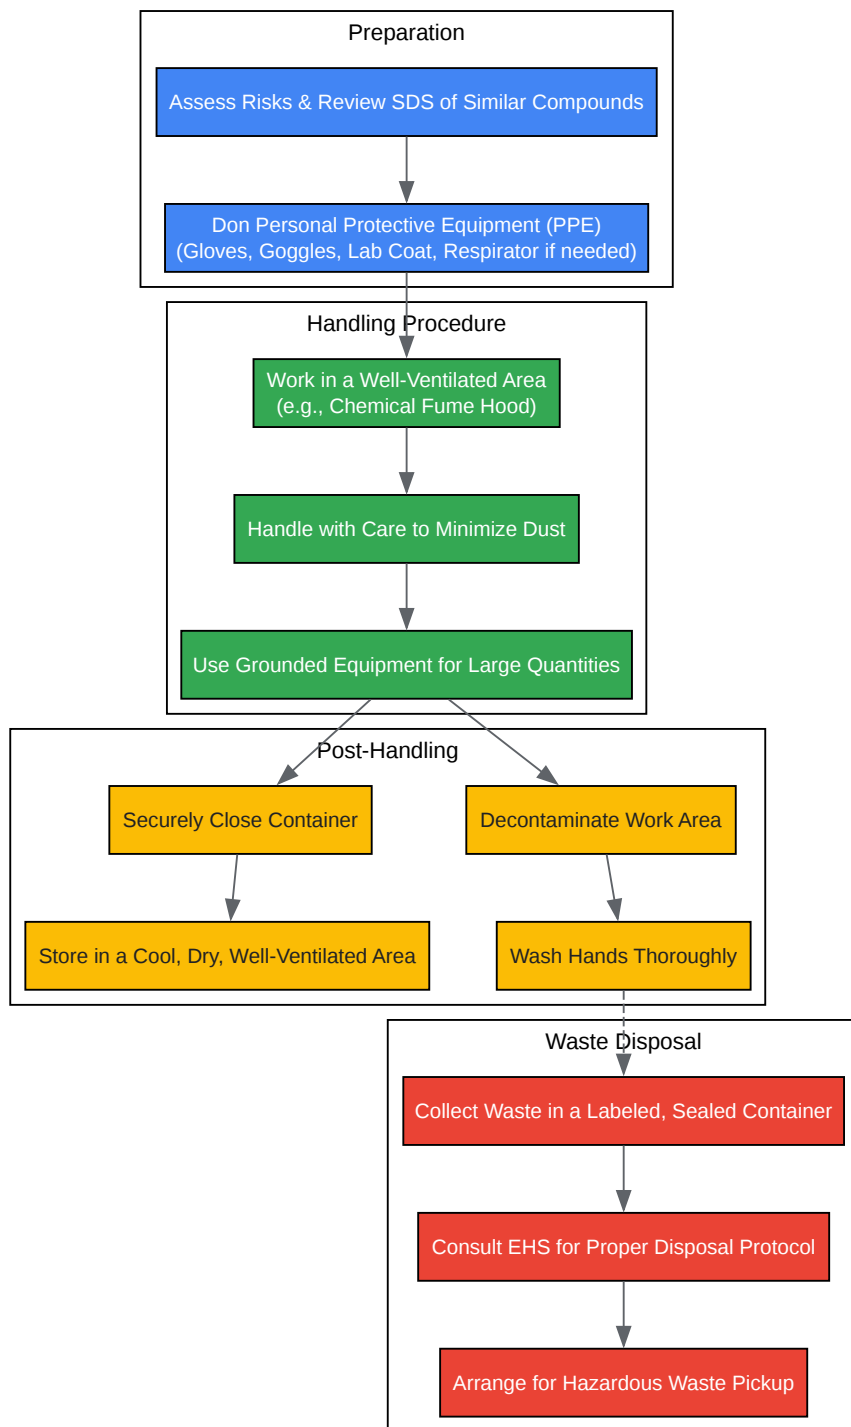 Preparation
Assess Risks & Review SDS of Similar Compounds
Don Personal Protective Equipment (PPE)
(Gloves, Goggles, Lab Coat, Respirator if needed)
Handling Procedure
Work in a Well-Ventilated Area
(e.g., Chemical Fume Hood)
Handle with Care to Minimize Dust
Use Grounded Equipment for Large Quantities
Post-Handling
Securely Close Container
Decontaminate Work Area
Store in a Cool, Dry, Well-Ventilated Area
Wash Hands Thoroughly
Waste Disposal
Collect Waste in a Labeled, Sealed Container
Consult EHS for Proper Disposal Protocol
Arrange for Hazardous Waste Pickup